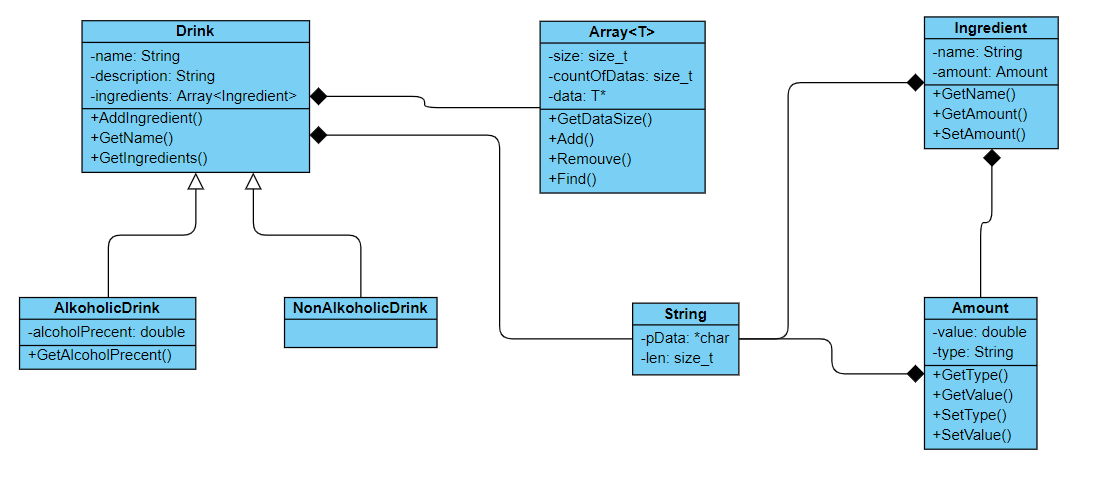 Drink
-name: String
-description: String
-ingredients: Array<Ingredient>
+AddIngredient()
+GetName()
+GetIngredients()
Array<T>
-size: size_t
-countOfDatas: size_t
-data: T*
+GetDataSize()
+Add()
+Remouve()
+Find()
Ingredient
-name: String
-amount: Amount
+GetName()
+GetAmount()
+SetAmount()
AlkoholicDrink
-alcoholPrecent: double
+GetAlcoholPrecent()
NonAlkoholicDrink
String
-pData: *char
-len: size_t
Amount
-value: double
-type: String
+GetType()
+GetValue()
+SetType()
+SetValue()